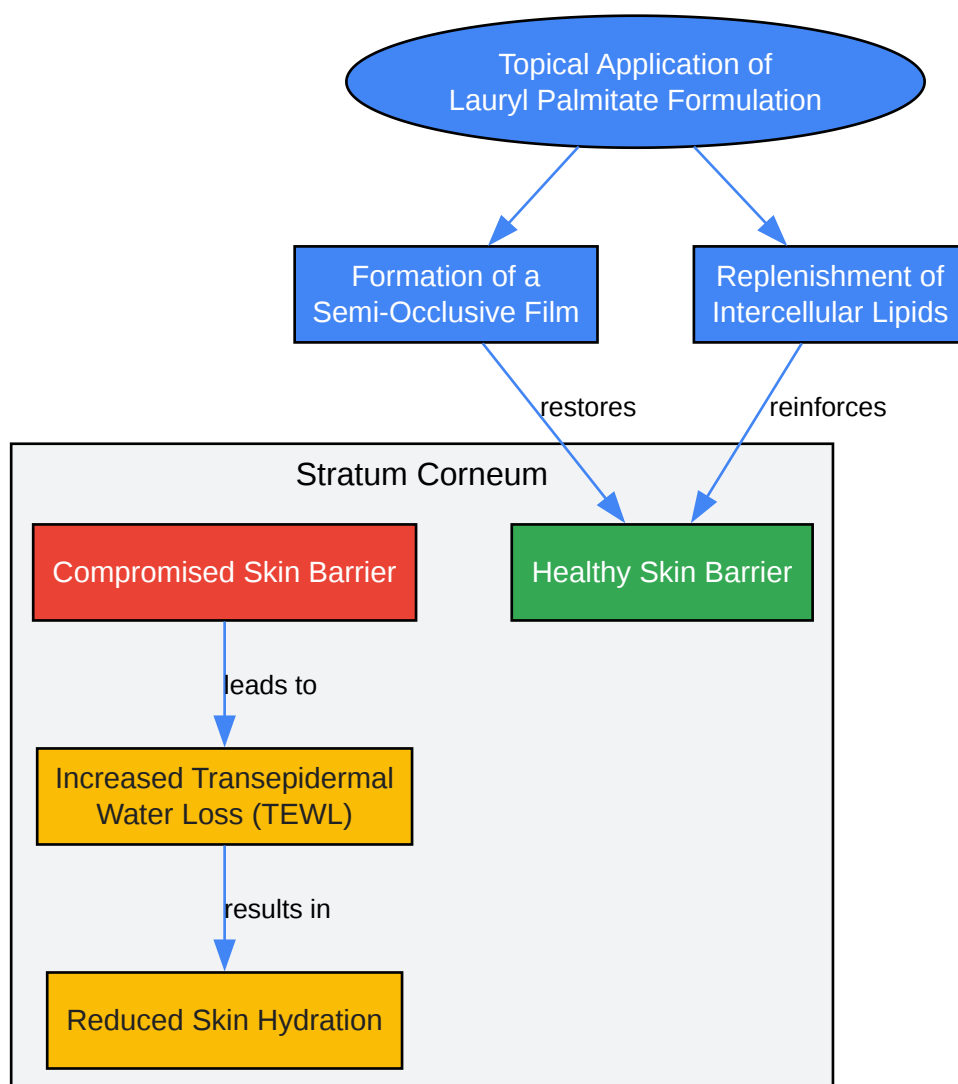 Topical Application of
Lauryl Palmitate Formulation
Formation of a
Semi-Occlusive Film
Replenishment of
Intercellular Lipids
restores
reinforces
Stratum Corneum
Compromised Skin Barrier
Healthy Skin Barrier
leads to
Increased Transepidermal
Water Loss (TEWL)
results in
Reduced Skin Hydration